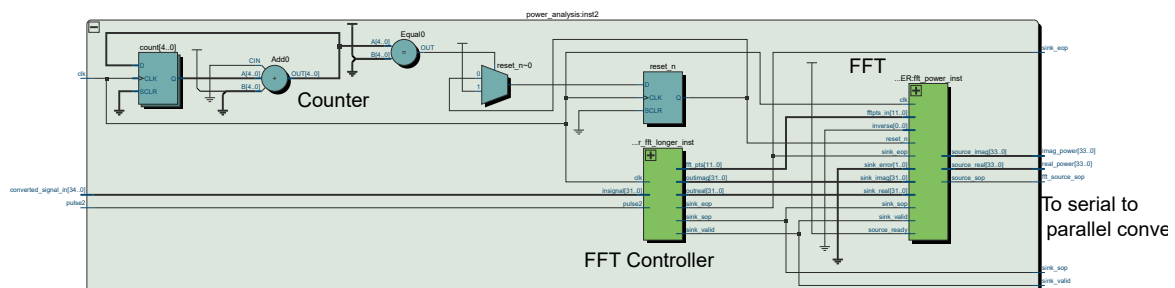 power_analysis:inst2
count[4..0]
D
CLK
SCLR
Q
clk
Add0
CIN
A[4..0]
B[4..0]
+
OUT[4..0]
Counter
Equal0
A[4..0]
B[4..0]
=
OUT
reset_n~0
0
1
reset_n
D
CLK
SCLR
Q
FFT
...ER:fft_power_inst
clk
fftpts_in[11..0]
inverse[0..0]
reset_n
sink_eop
sink_error[1..0]
sink_imag[31..0]
sink_real[31..0]
sink_sop
sink_valid
source_ready
source_imag[33..0]
source_real[33..0]
source_sop
...r_fft_longer_inst
clk
insignal[31..0]
pulse2
fft_pts[11..0]
outimag[31..0]
outreal[31..0]
sink_eop
sink_sop
sink_valid
FFT Controller
converted_signal_in[34..0]
pulse2
sink_eop
imag_power[33..0]
real_power[33..0]
fft_source_sop
To serial to
parallel conve
sink_sop
sink_valid